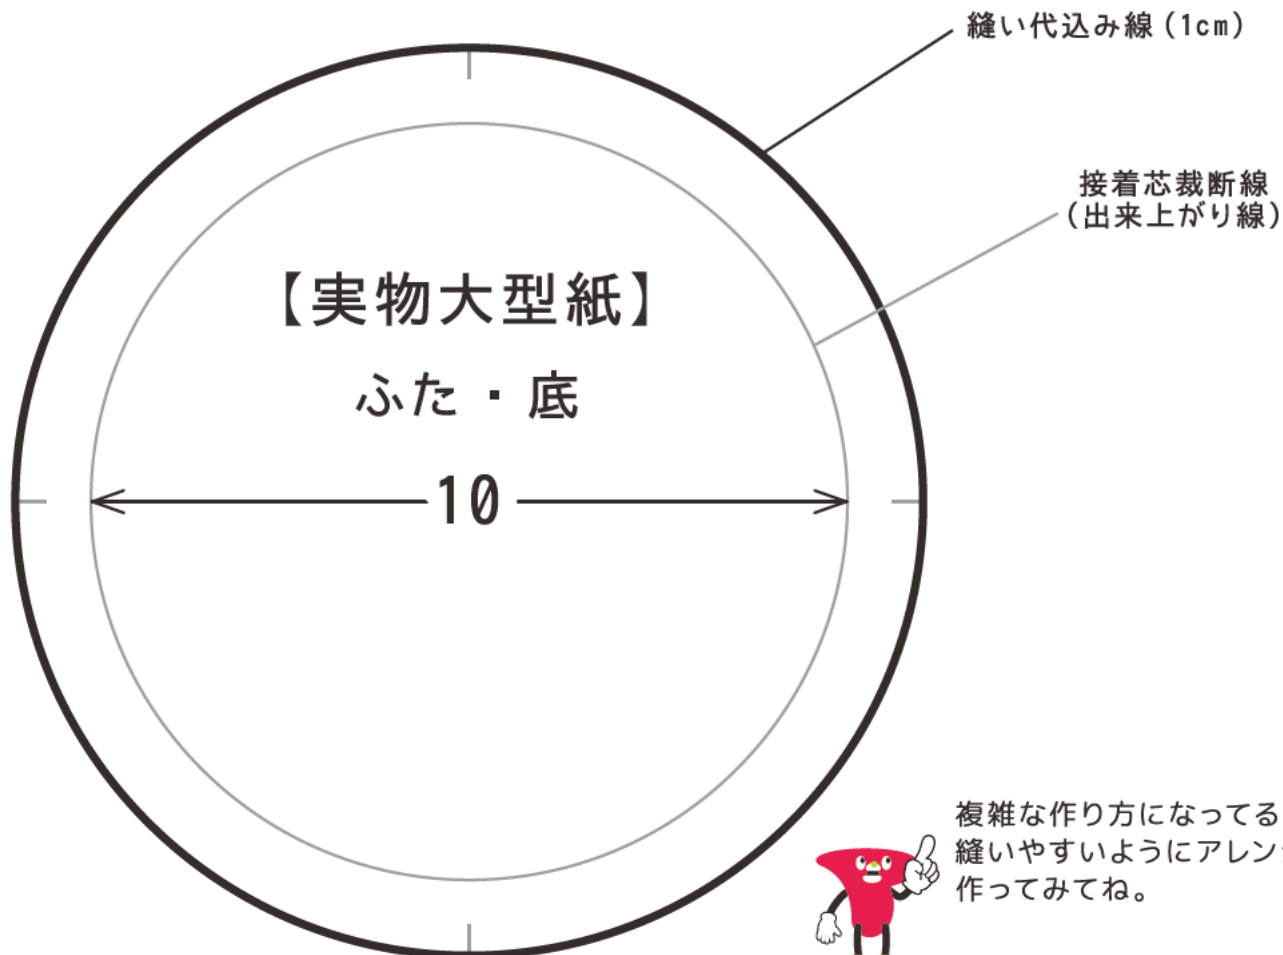 縫い代込み線(1cm)
接着芯裁断線
(出来上がり線)
【実物大型紙】
ふた・底
10
複雑な作り方になってる
縫いやすいようにアレン
作ってみてね。